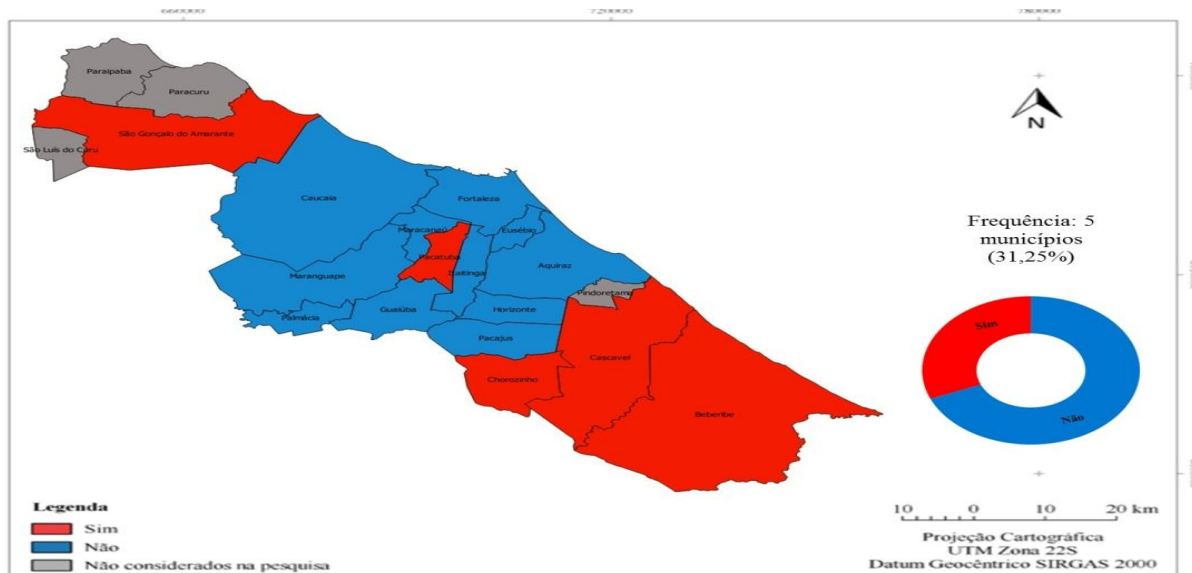 720000
Paraipaba
Paracuru
São Gonçalo do Amarante
São Luís do Curu
Caucaia
Fortaleza
Maracanaú
Eusébio
Pacatuba
Itaitinga
Aquiraz
Maranguape
Pindoretama
Guaiúba
Horizonte
Palmácia
Pacajus
Cascavel
Chorozinho
Beberibe
N
Frequência: 5
municípios
(31,25%)
Sim
Não
Legenda
Sim
Não
Não considerados na pesquisa
10 0 10 20 km
Projeção Cartográfica
UTM Zona 22S
Datum Geocêntrico SIRGAS 2000